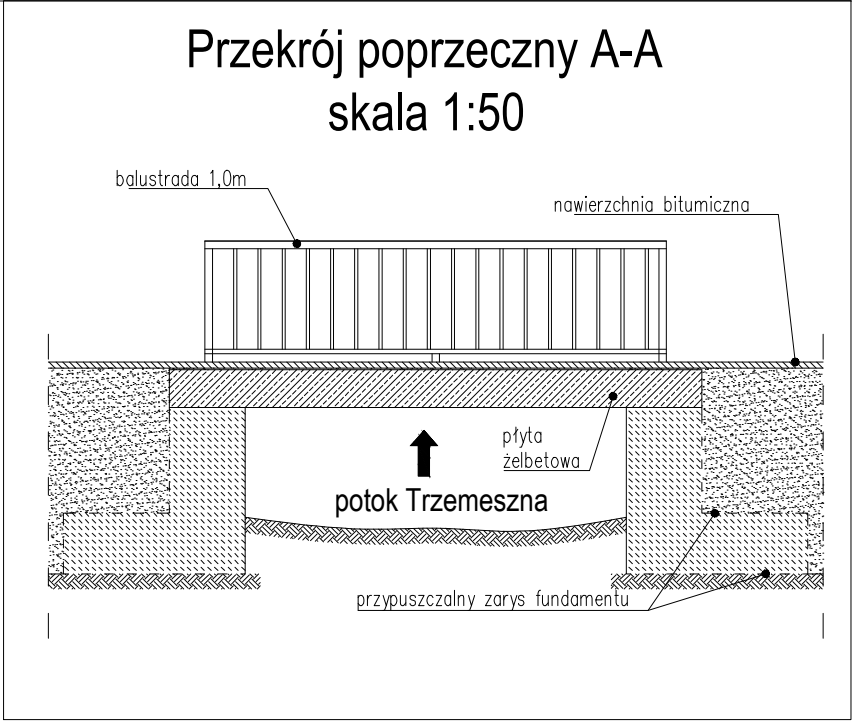 Przekrój poprzeczny A-A
skala 1:50
balustrada 1,0m
nawierzchnia bitumiczna
płyta
żelbetowa
potok Trzemeszna
przypuszczalny zarys fundamentu